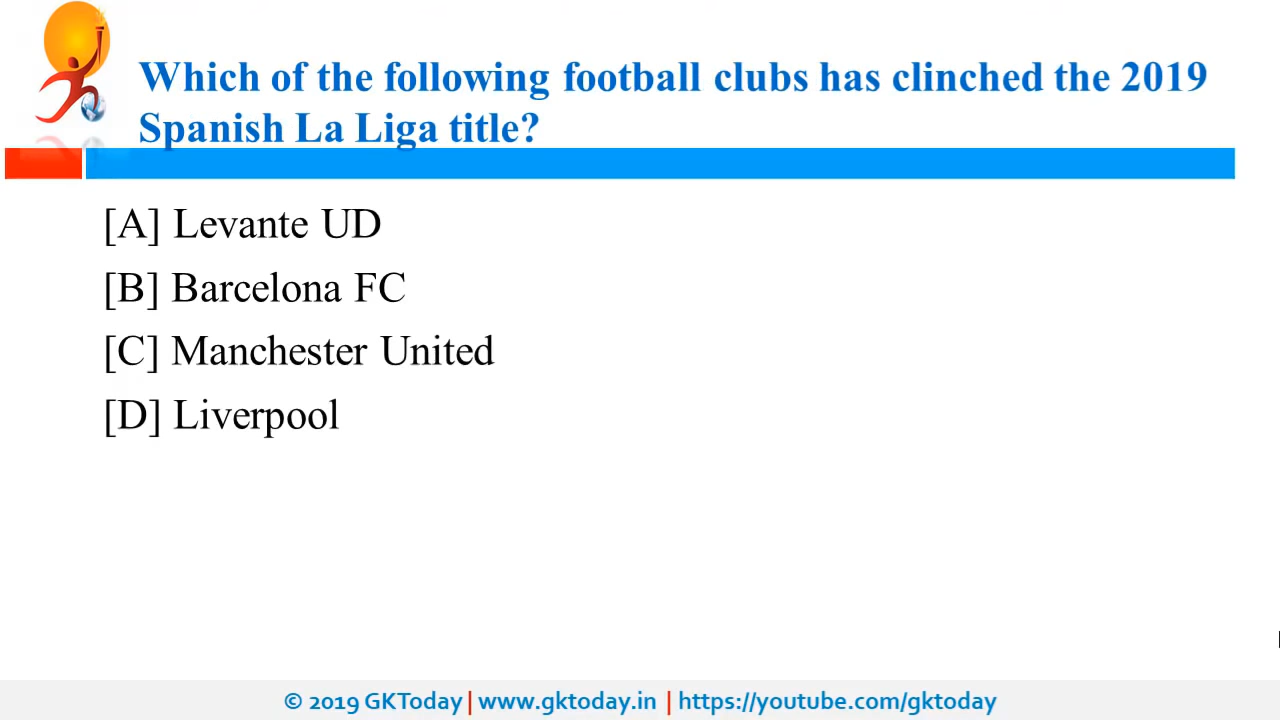 Which of the following football clubs has clinched the 2019
Spanish La Liga title?
[A] Levante UD
[B] Barcelona FC
[C] Manchester United
[D] Liverpool
© 2019 GKToday | www.gktoday.in | https://youtube.com/gktoday